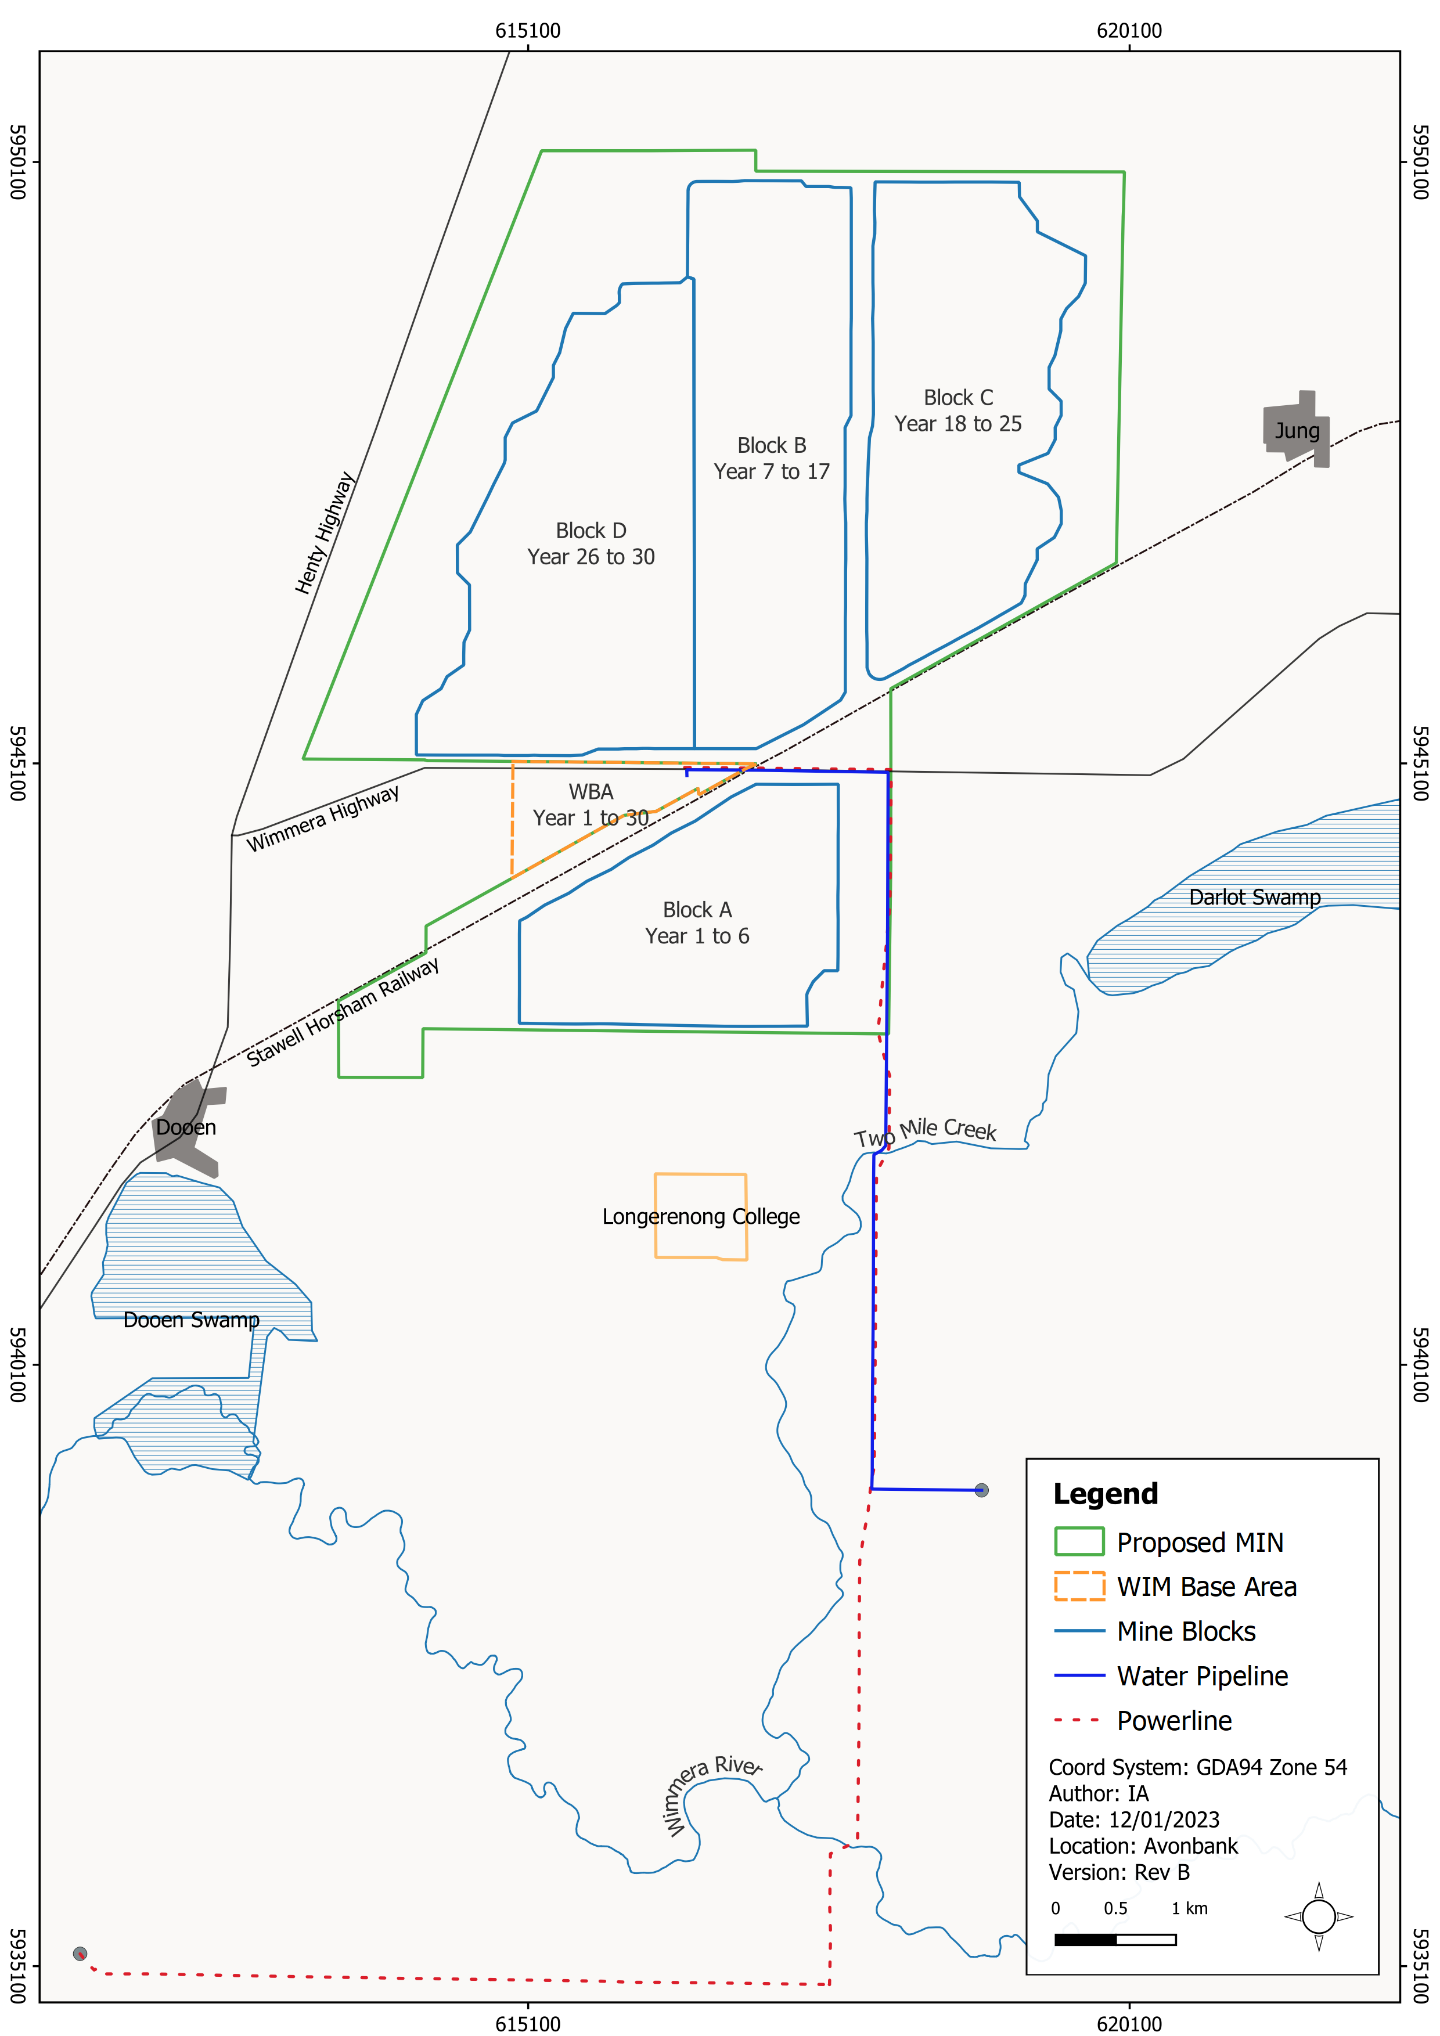 615100
620100
5950100
5950100
Block C
Year 18 to 25
Jung
Block B
Year 7 to 17
Block D
Year 26 to 30
Henty Highway
5945100
5945100
WBA
Year 1 to 30
Wimmera Highway
Darlot Swamp
Block A
Year 1 to 6
Stawell Horsham Railway
Dooen
Two Mile Creek
Longerenong College
Dooen Swamp
5940100
5940100
Legend
Proposed MIN
WIM Base Area
Mine Blocks
Water Pipeline
Powerline
Wimmera River
Coord System: GDA94 Zone 54
Author: IA
Date: 12/01/2023
Location: Avonbank
Version: Rev B
0 0.5 1 km
5935100
5935100
615100
620100